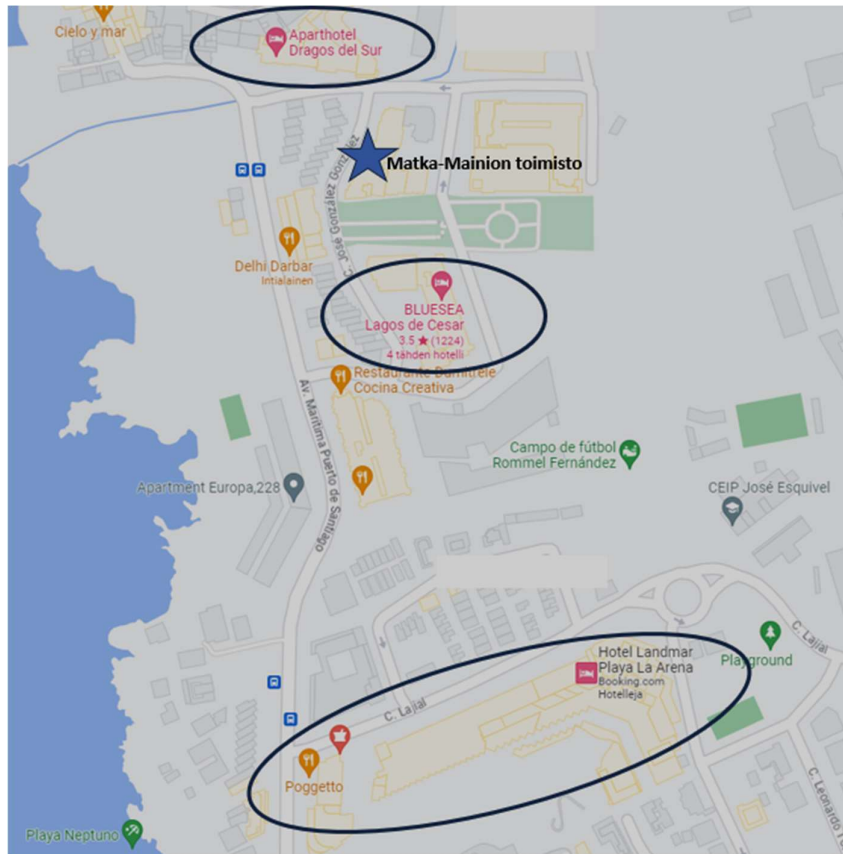 Cielo y mar
Aparthotel
Dragos del Sur
Matka-Mainion toimisto
C. José González González
Delhi Darbar
Intialainen
BLUESEA
Lagos de Cesar
3.5 ★ (1224)
4 tähden hotelli
Restaurante Bamitrele
Cocina Creativa
Av. Marítima Puerto de Santiago
Campo de fútbol
Rommel Fernández
Apartment Europa,228
CEIP José Esquivel
C. Lajial
Hotel Landmar
Playa La Arena
Booking.com
Hotelleja
Playground
C. Lajial
Poggetto
C. Leonardo
Playa Neptuno